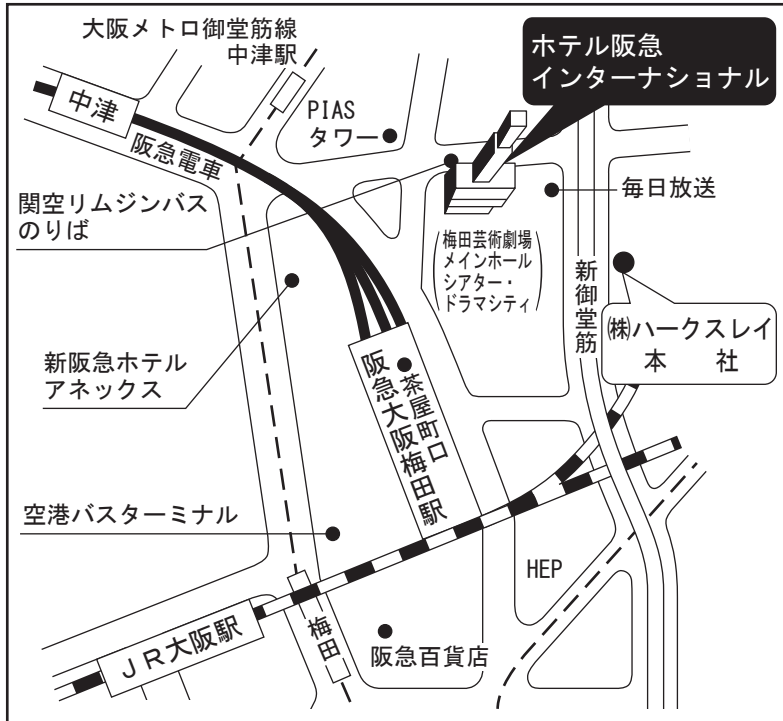 大阪メトロ御堂筋線
中津駅
ホテル阪急
インターナショナル
中津
阪急電車
PIAS
タワー
関空リムジンバス
のりば
毎日放送
(梅田芸術劇場
メインホール
シアター・
ドラマシティ)
新御堂筋
㈱ハークスレイ
本　社
新阪急ホテル
アネックス
茶屋町口
阪急大阪梅田駅
空港バスターミナル
HEP
梅田
JR大阪駅
阪急百貨店